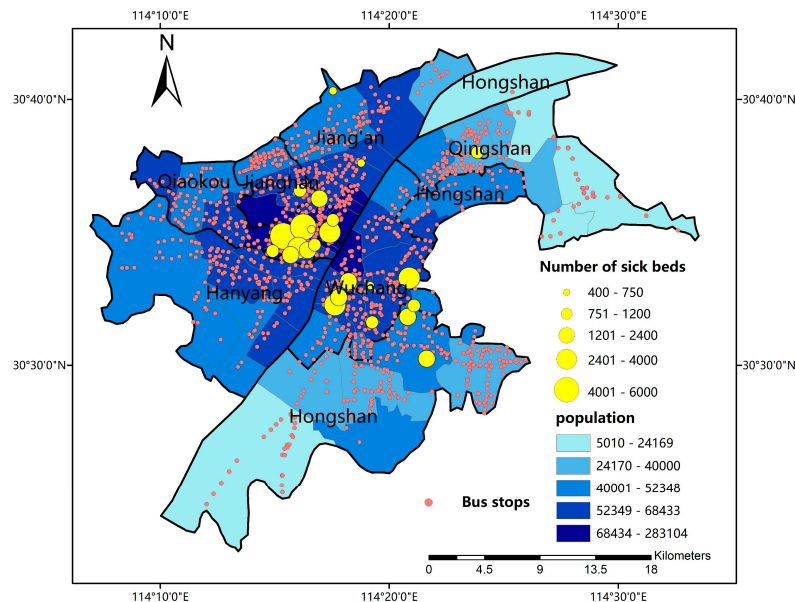 114°10'0"E 114°20'0"E 114°30'0"E
N
30°40'0"N
30°40'0"N
Hongshan
Jiang'an
Qingshan
Qiaokou
Jianghan
Hongshan
Number of sick beds
400 - 750
751 - 1200
1201 - 2400
2401 - 4000
4001 - 6000
Hanyang
Wuchang
30°30'0"N
30°30'0"N
Hongshan
population
5010 - 24169
24170 - 40000
40001 - 52348
52349 - 68433
68434 - 283104
Bus stops
Kilometers
0 4.5 9 13.5 18
114°10'0"E 114°20'0"E 114°30'0"E